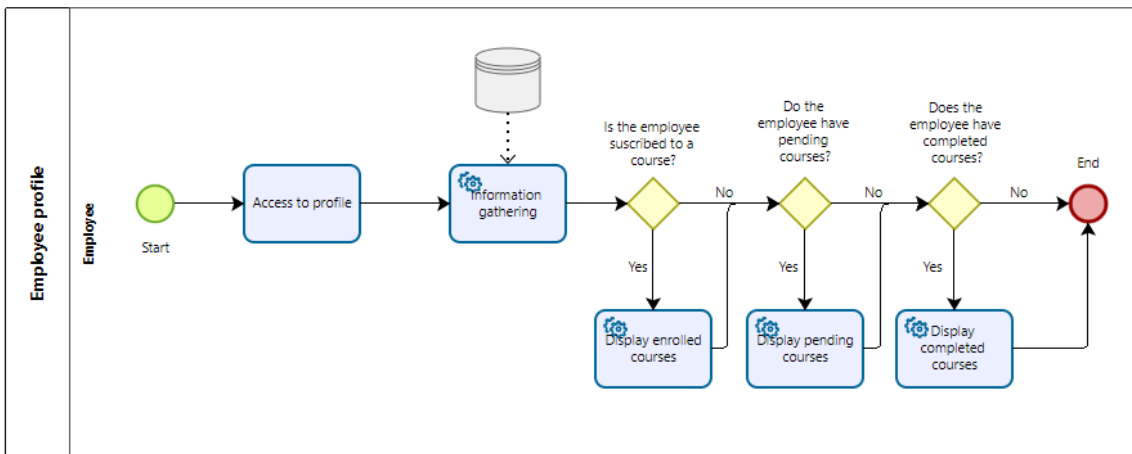 Employee profile
Employee
Start
Access to profile
Information
gathering
Is the employee
suscribed to a
course?
No
Yes
Display enrolled
courses
Do the
employee have
pending
courses?
No
Yes
Display pending
courses
Does the
employee have
completed
courses?
No
Yes
Display
completed
courses
End